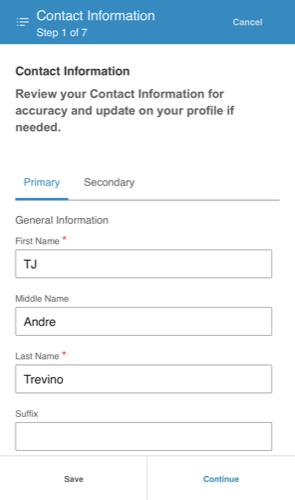 Contact Information
Step 1 of 7
Cancel
Contact Information
Review your Contact Information for
accuracy and update on your profile if
needed.
Primary
Secondary
General Information
First Name *
TJ
Middle Name
Andre
Last Name *
Trevino
Suffix
Save
Continue